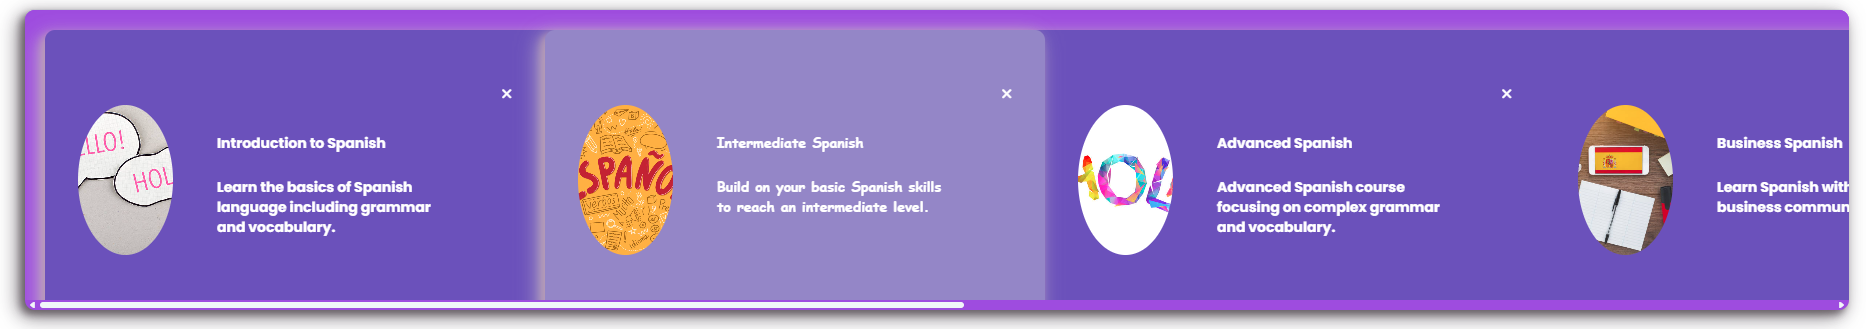 LLO!
HOL
Introduction to Spanish
Learn the basics of Spanish
language including grammar
and vocabulary.
SPAÑO
Intermediate Spanish
Build on your basic Spanish skills
to reach an intermediate level.
HOL
Advanced Spanish
Advanced Spanish course
focusing on complex grammar
and vocabulary.
Business Spanish
Learn Spanish with
business commun